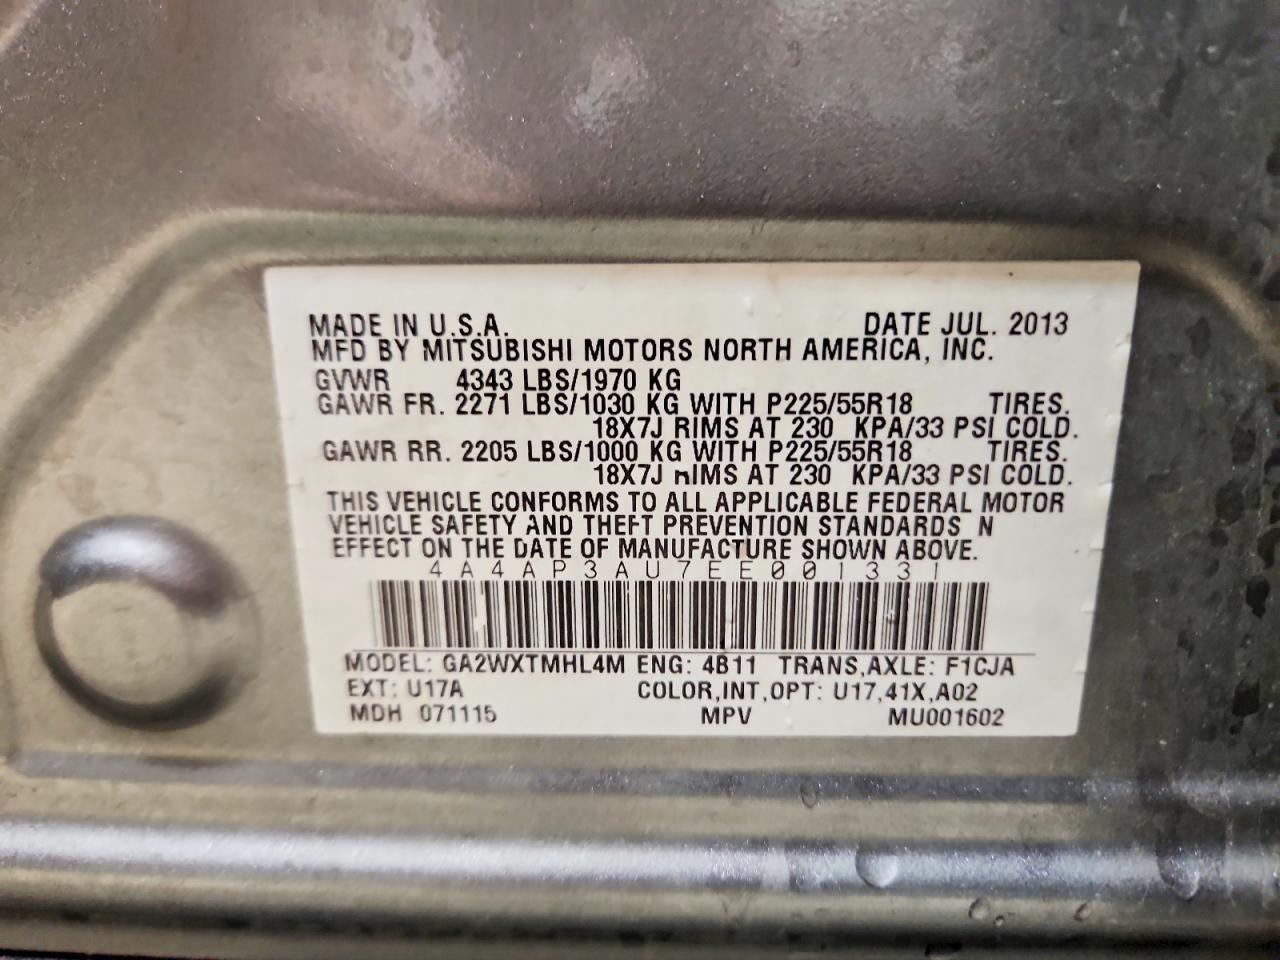 MADE IN U.S.A. DATE JUL. 2013
MFD BY MITSUBISHI MOTORS NORTH AMERICA, INC.
GVWR 4343 LBS/1970 KG
GAWR FR. 2271 LBS/1030 KG WITH P225/55R18 TIRES.
18X7J RIMS AT 230 KPA/33 PSI COLD.
GAWR RR. 2205 LBS/1000 KG WITH P225/55R18 TIRES.
18X7J RIMS AT 230 KPA/33 PSI COLD.
THIS VEHICLE CONFORMS TO ALL APPLICABLE FEDERAL MOTOR
VEHICLE SAFETY AND THEFT PREVENTION STANDARDS N
EFFECT ON THE DATE OF MANUFACTURE SHOWN ABOVE.
4A4AP3AU7EE001331
MODEL: GA2WXTMHL4M ENG: 4B11 TRANS,AXLE: F1CJA
EXT: U17A COLOR,INT,OPT: U17,41X,A02
MDH 071115 MPV MU001602